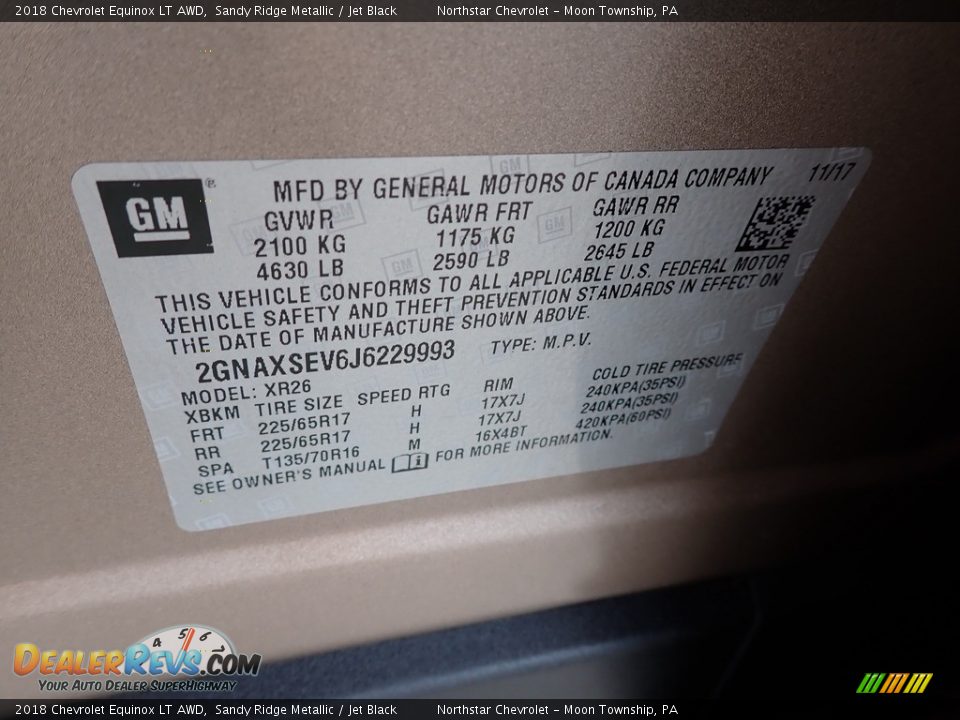 2018 Chevrolet Equinox LT AWD, Sandy Ridge Metallic / Jet Black Northstar Chevrolet – Moon Township, PA
GM®
MFD BY GENERAL MOTORS OF CANADA COMPANY 11/17
GVWR GAWR FRT GAWR RR
2100 KG 1175 KG 1200 KG
4630 LB 2590 LB 2645 LB
THIS VEHICLE CONFORMS TO ALL APPLICABLE U.S. FEDERAL MOTOR
VEHICLE SAFETY AND THEFT PREVENTION STANDARDS IN EFFECT ON
THE DATE OF MANUFACTURE SHOWN ABOVE.
2GNAXSEV6J6229993 TYPE: M.P.V.
MODEL: XR26
XBKM TIRE SIZE SPEED RTG RIM COLD TIRE PRESSURE
FRT 225/65R17 H 17X7J 240KPA(35PSI)
RR 225/65R17 H 17X7J 240KPA(35PSI)
SPA T135/70R16 M 16X4BT 420KPA(60PSI)
SEE OWNER'S MANUAL FOR MORE INFORMATION.
4 5 6
DEALERREVS.COM
YOUR AUTO DEALER SUPERHIGHWAY
2018 Chevrolet Equinox LT AWD, Sandy Ridge Metallic / Jet Black Northstar Chevrolet – Moon Township, PA